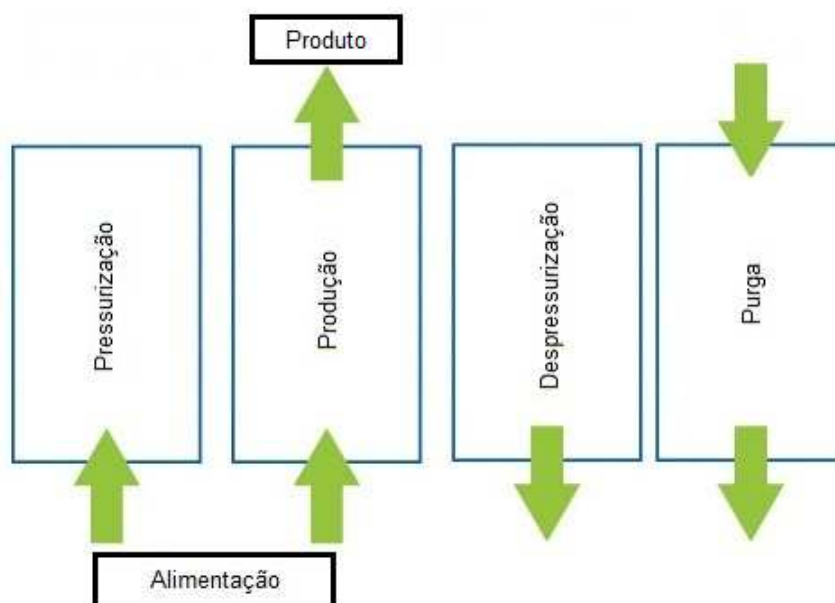 Produto
Pressurização
Produção
Despressurização
Purga
Alimentação